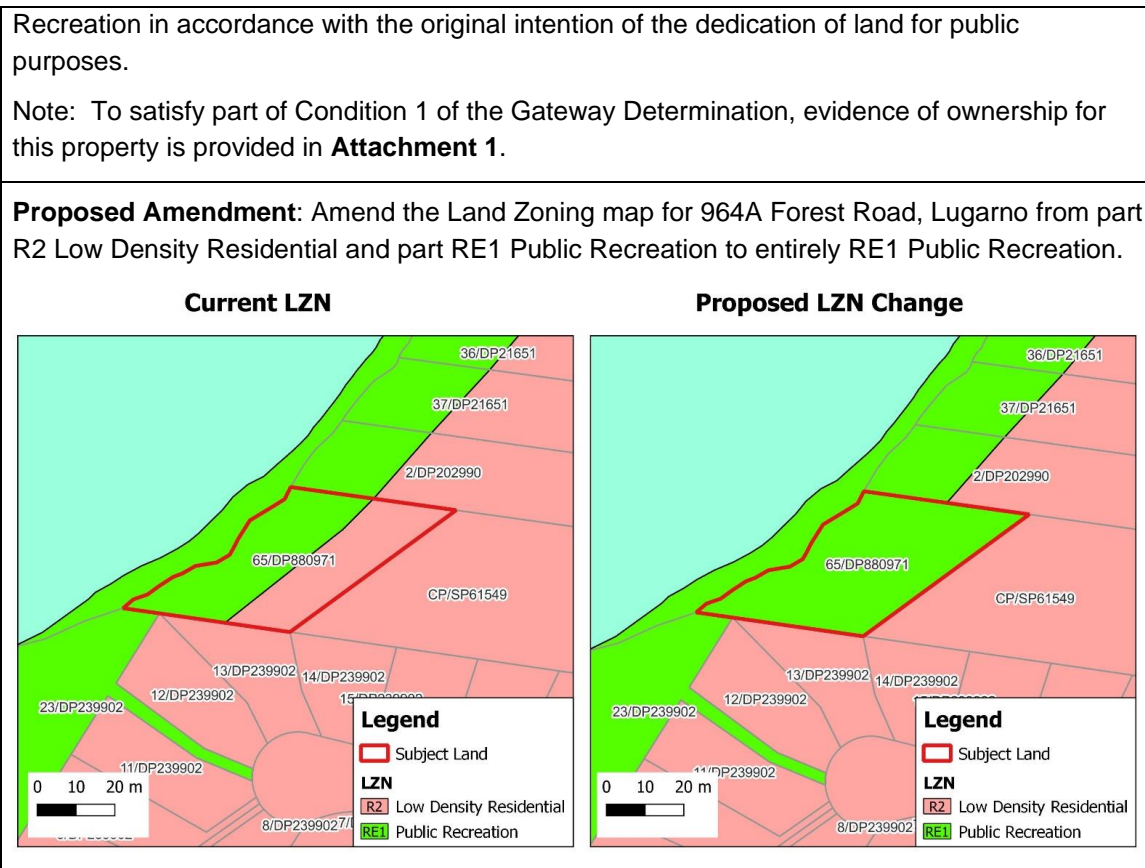 Recreation in accordance with the original intention of the dedication of land for public
purposes.
Note: To satisfy part of Condition 1 of the Gateway Determination, evidence of ownership for
this property is provided in Attachment 1.
Proposed Amendment: Amend the Land Zoning map for 964A Forest Road, Lugarno from part
R2 Low Density Residential and part RE1 Public Recreation to entirely RE1 Public Recreation.
Current LZN
36/DP21651
37/DP21651
2/DP202990
65/DP880971
CP/SP61549
13/DP239902
14/DP239902
12/DP239902
23/DP239902
11/DP239902
8/DP239902
0 10 20 m
Legend
Subject Land
LZN
R2 Low Density Residential
RE1 Public Recreation
Proposed LZN Change
36/DP21651
37/DP21651
2/DP202990
65/DP880971
CP/SP61549
13/DP239902
14/DP239902
12/DP239902
23/DP239902
11/DP239902
8/DP239902
0 10 20 m
Legend
Subject Land
LZN
R2 Low Density Residential
RE1 Public Recreation